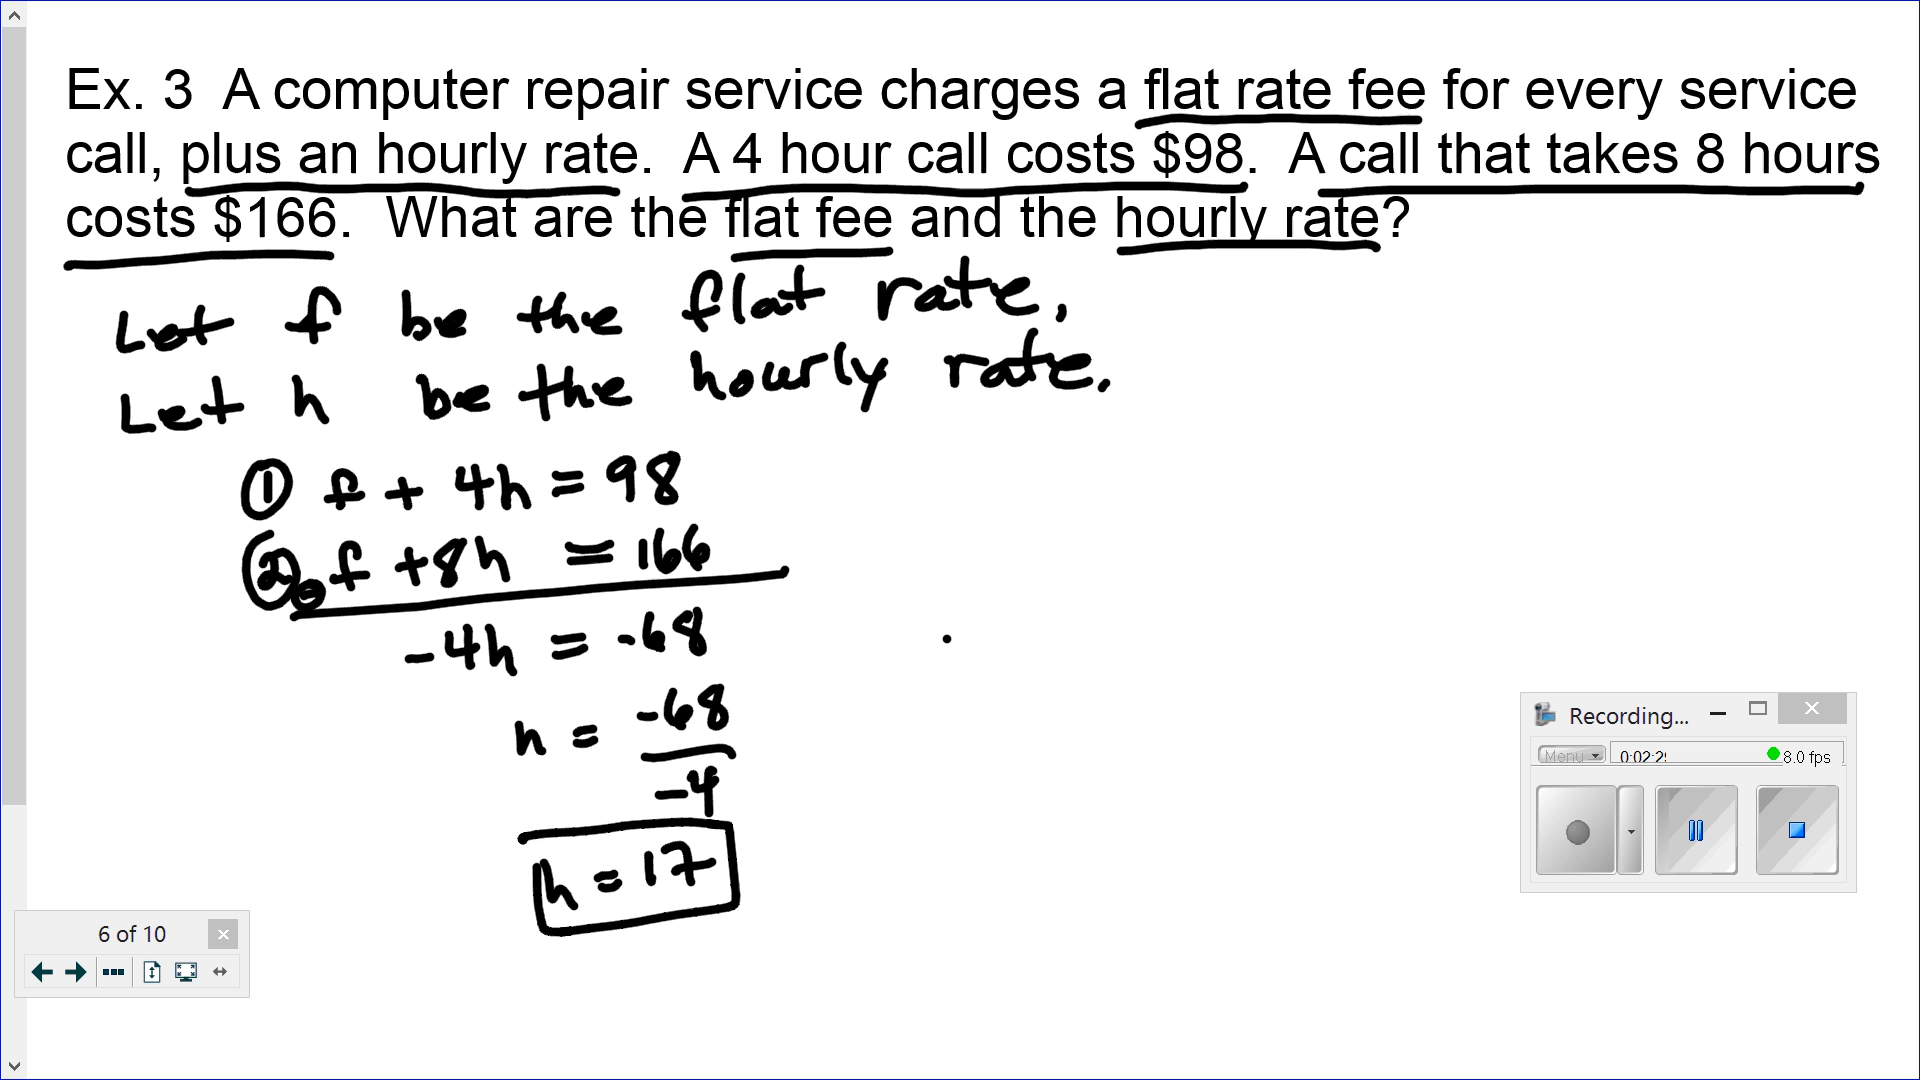 Ex. 3 A computer repair service charges a flat rate fee for every service
call, plus an hourly rate. A 4 hour call costs $98. A call that takes 8 hours
costs $166. What are the flat fee and the hourly rate?
Let f be the flat rate,
Let h be the hourly rate.
① f + 4h = 98
② f + 8h = 166
-4h = -68
h = -68
-4
h = 17
Recording...
Menu 0:02:2 8.0 fps
6 of 10